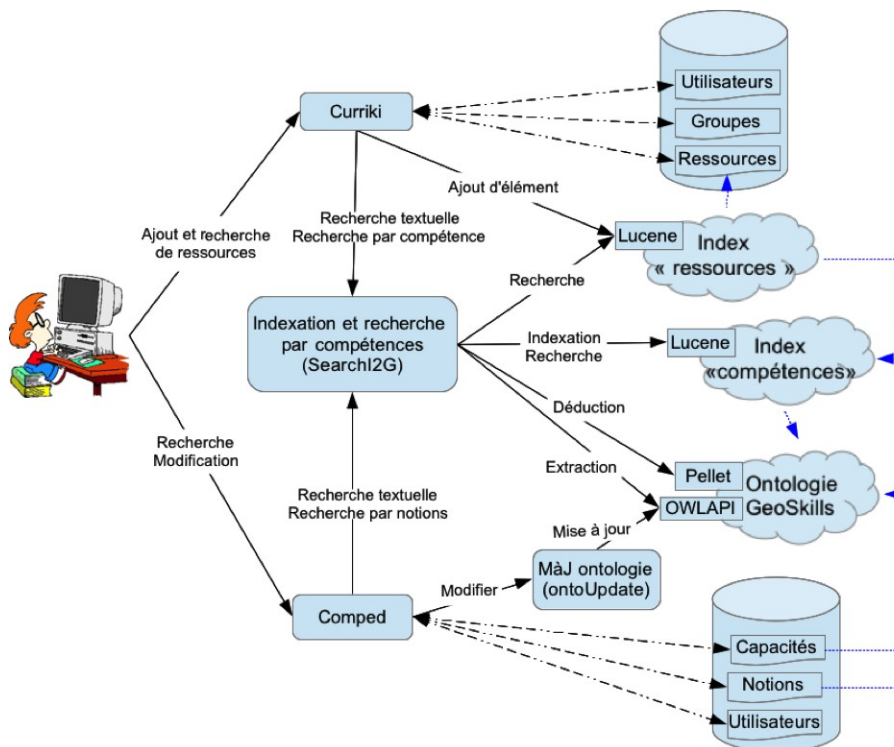 Utilisateurs
Groupes
Ressources
Curriki
Ajout d'élément
Recherche textuelle
Recherche par compétence
Ajout et recherche
de ressources
Lucene
Index
« ressources »
Recherche
Indexation et recherche
par compétences
(SearchI2G)
Indexation
Recherche
Lucene
Index
«compétences»
Déduction
Extraction
Pellet
OWLAPI
Ontologie
GeoSkills
Recherche
Modification
Recherche textuelle
Recherche par notions
Mise à jour
MàJ ontologie
(ontoUpdate)
Modifier
Comped
Capacités
Notions
Utilisateurs